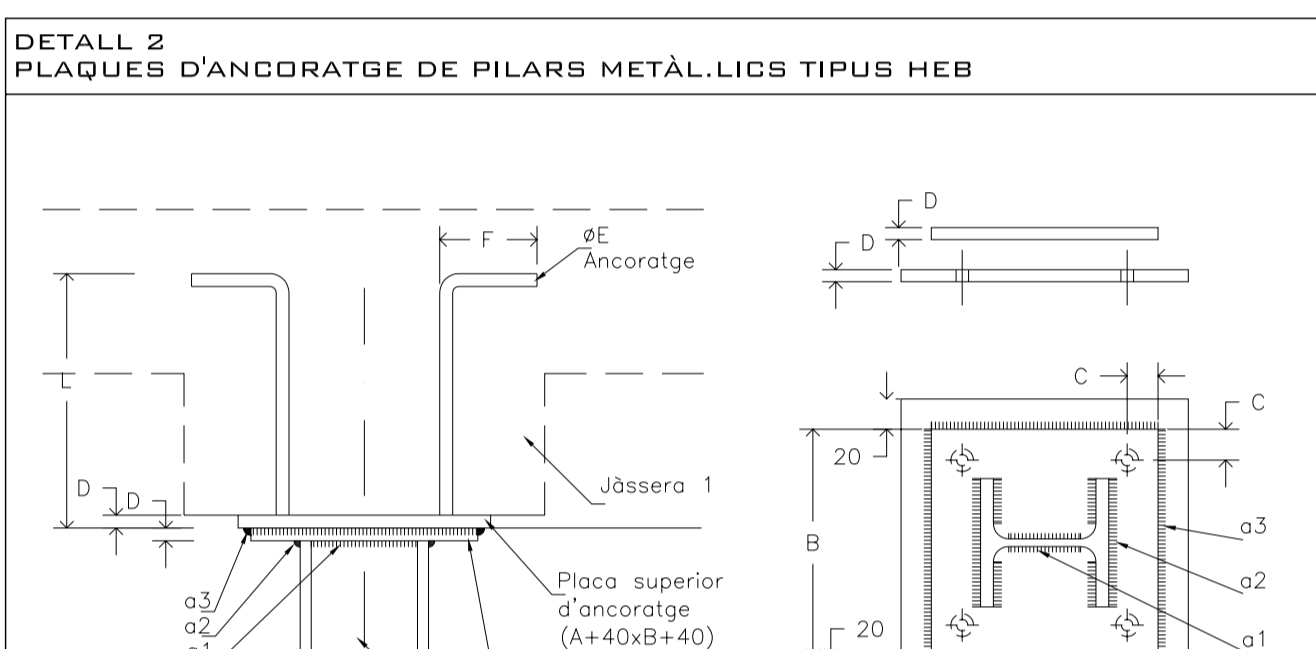 DETALL 2
PLAQUES D'ANCORATGE DE PILARS METÀL.LICS TIPUS HEB
F
ØE
Ancoratge
L
D
D
Jàssera 1
a3
a2
a1
Placa superior
d'ancoratge
(A+40xB+40)
D
D
C
C
20
B
20
a3
a2
a1